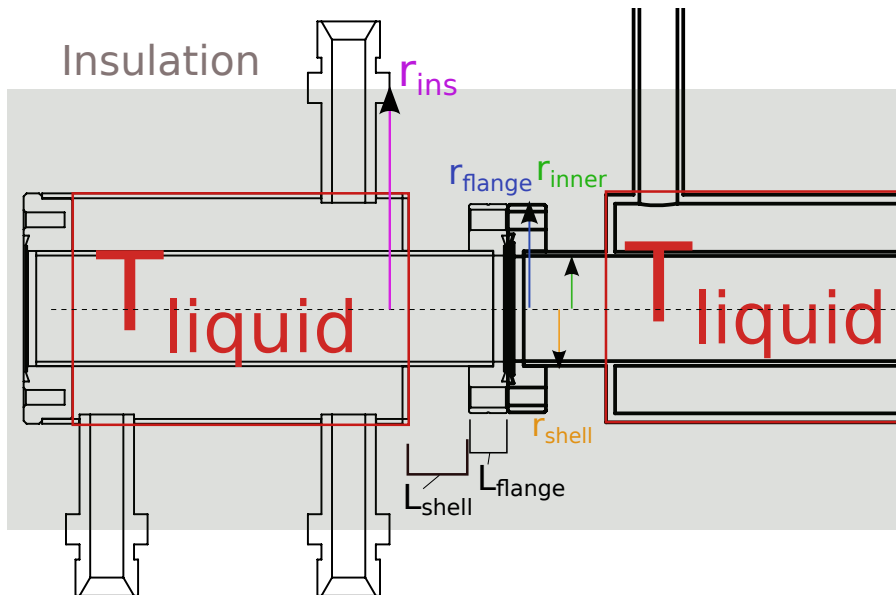 Insulation
r_ins
r_flange
r_inner
T_liquid
T_liquid
r_shell
L_shell
L_flange